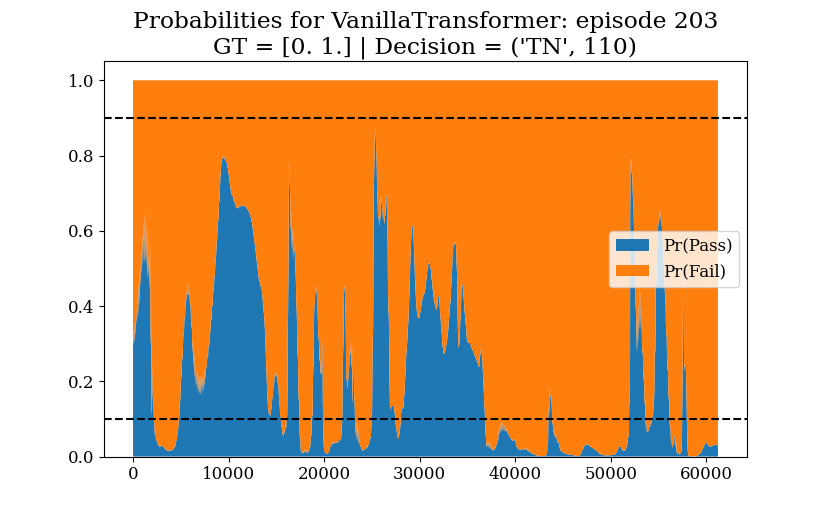 Probabilities for VanillaTransformer: episode 203
GT = [0. 1.] | Decision = ('TN', 110)
1.0
0.8
0.6
0.4
0.2
0.0
Pr(Pass)
Pr(Fail)
0 10000 20000 30000 40000 50000 60000